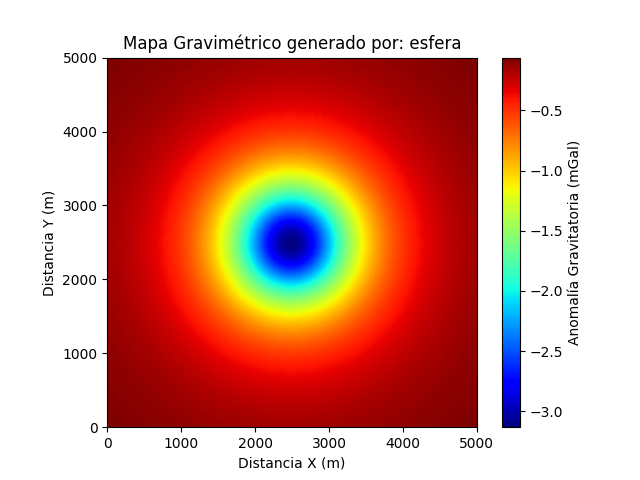 Mapa Gravimétrico generado por: esfera
5000
4000
3000
2000
1000
0
Distancia Y (m)
0 1000 2000 3000 4000 5000
Distancia X (m)
−0.5
−1.0
−1.5
−2.0
−2.5
−3.0
Anomalía Gravitatoria (mGal)